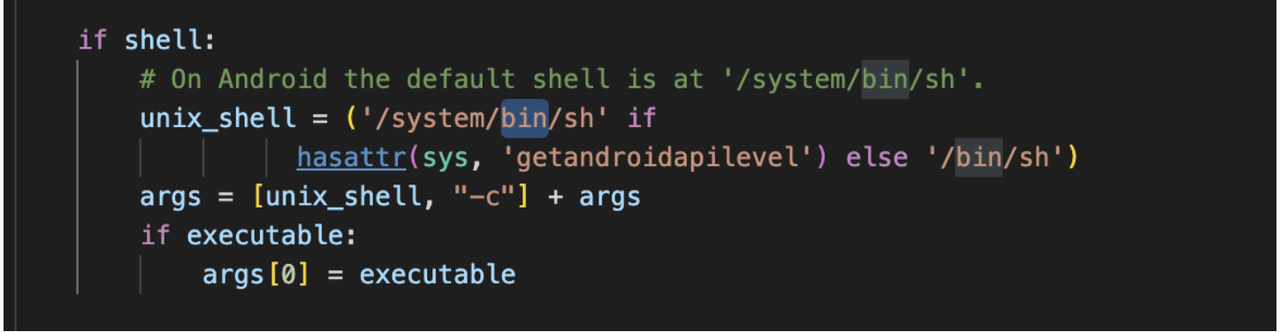 if shell:
# On Android the default shell is at '/system/bin/sh'.
unix_shell = ('/system/bin/sh' if
hasattr(sys, 'getandroidapilevel') else '/bin/sh')
args = [unix_shell, "-c"] + args
if executable:
args[0] = executable